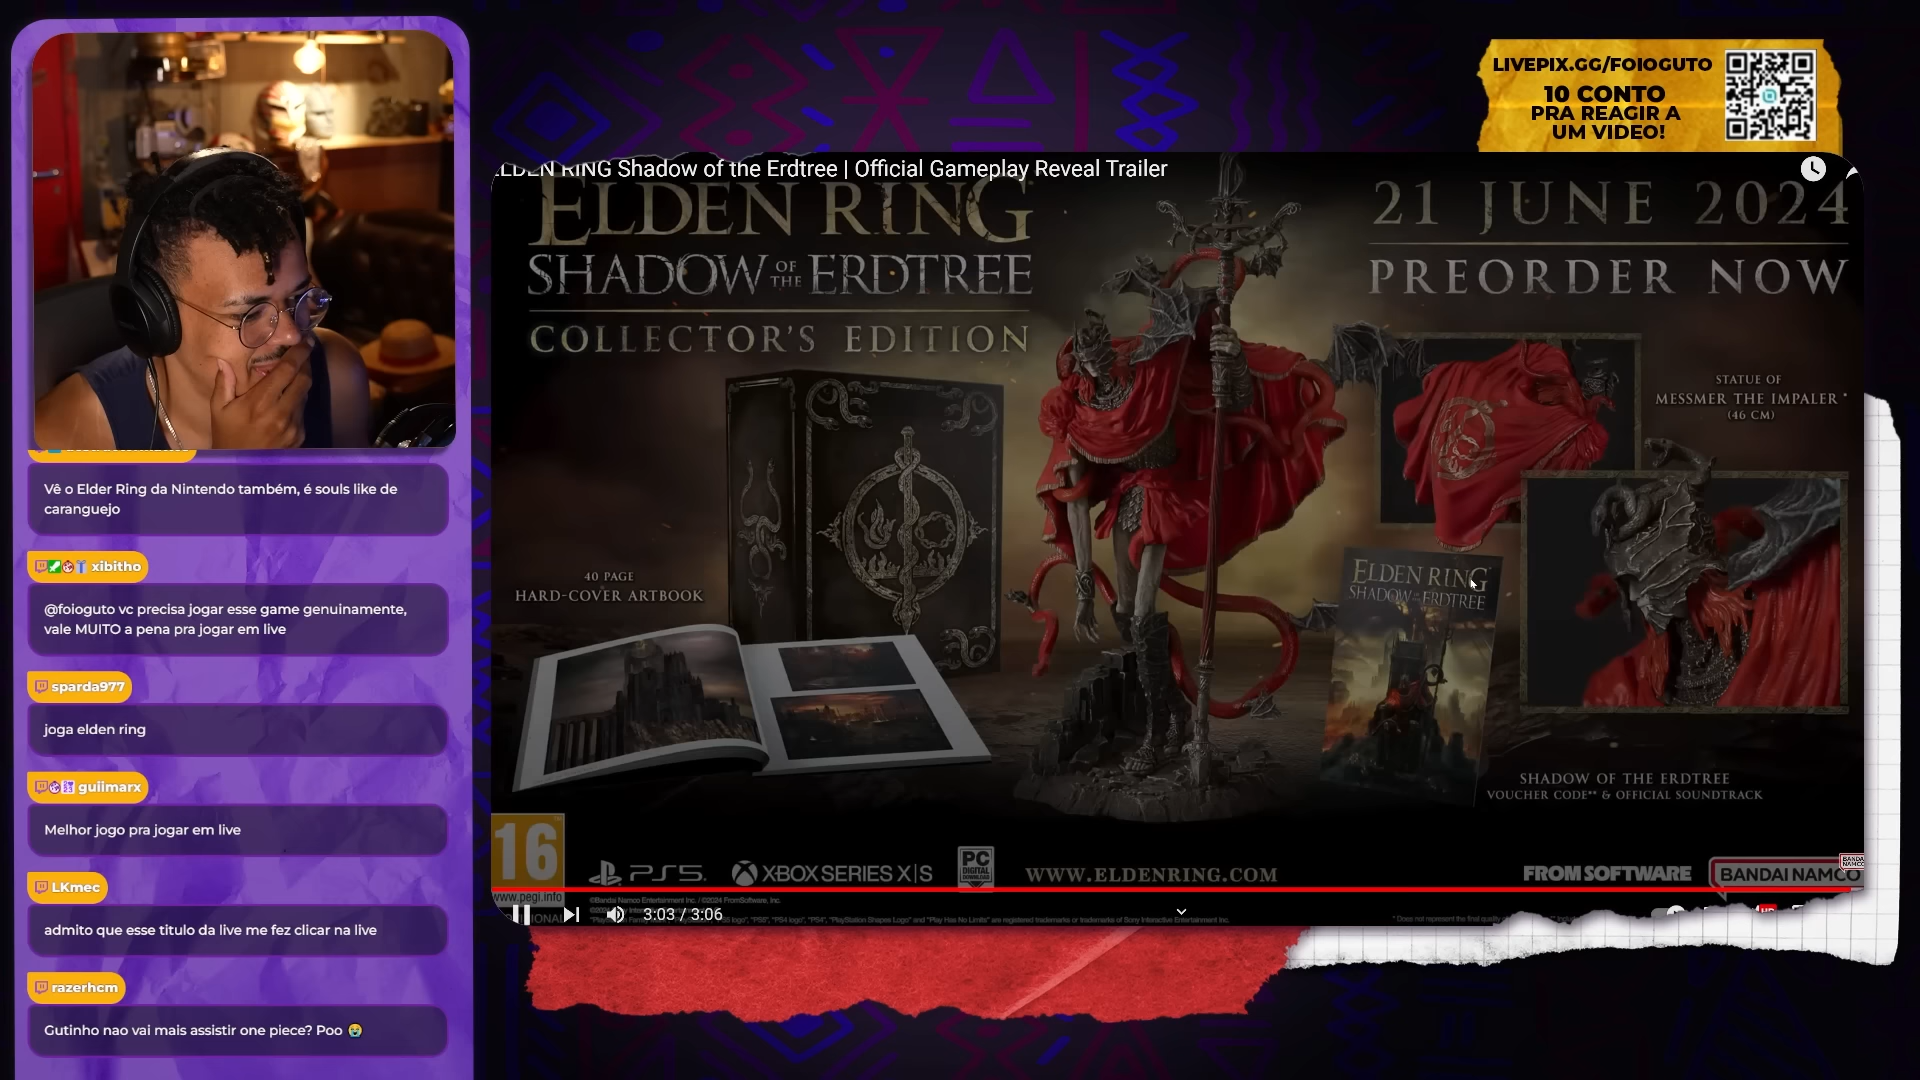 Vê o Elder Ring da Nintendo também, é souls like de
caranguejo
xibitho
@foioguto vc precisa jogar esse game genuinamente,
vale MUITO a pena pra jogar em live
sparda977
joga elden ring
guiimarx
Melhor jogo pra jogar em live
LKmec
admito que esse titulo da live me fez clicar na live
razerhcm
Gutinho nao vai mais assistir one piece? Poo 😭
LIVEPIX.GG/FOIOGUTO
10 CONTO
PRA REAGIR A
UM VIDEO!
ELDEN RING Shadow of the Erdtree | Official Gameplay Reveal Trailer
ELDEN RING
SHADOW OF THE ERDTREE
COLLECTOR'S EDITION
21 JUNE 2024
PREORDER NOW
STATUE OF
MESSMER THE IMPALER *
(46 CM)
40 PAGE
HARD-COVER ARTBOOK
ELDEN RING
SHADOW OF THE ERDTREE
SHADOW OF THE ERDTREE
VOUCHER CODE** & OFFICIAL SOUNDTRACK
16
www.pegi.info
PS5
XBOX SERIES X|S
PC
DIGITAL
DOWNLOAD
WWW.ELDENRING.COM
FROMSOFTWARE
BANDAI NAMCO
BANDAI
NAMCO
3:03 / 3:06